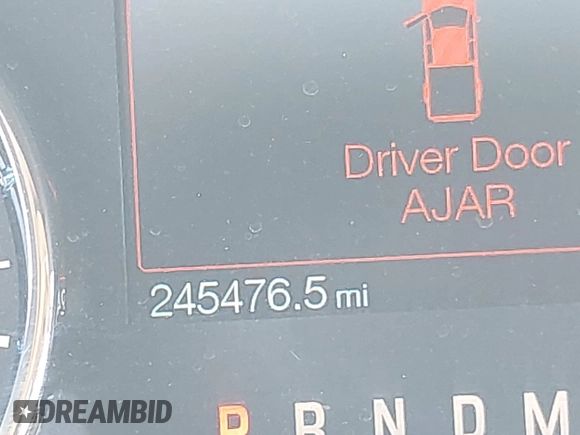 Driver Door
AJAR
245476.5 mi
P R N D M
DREAMBID